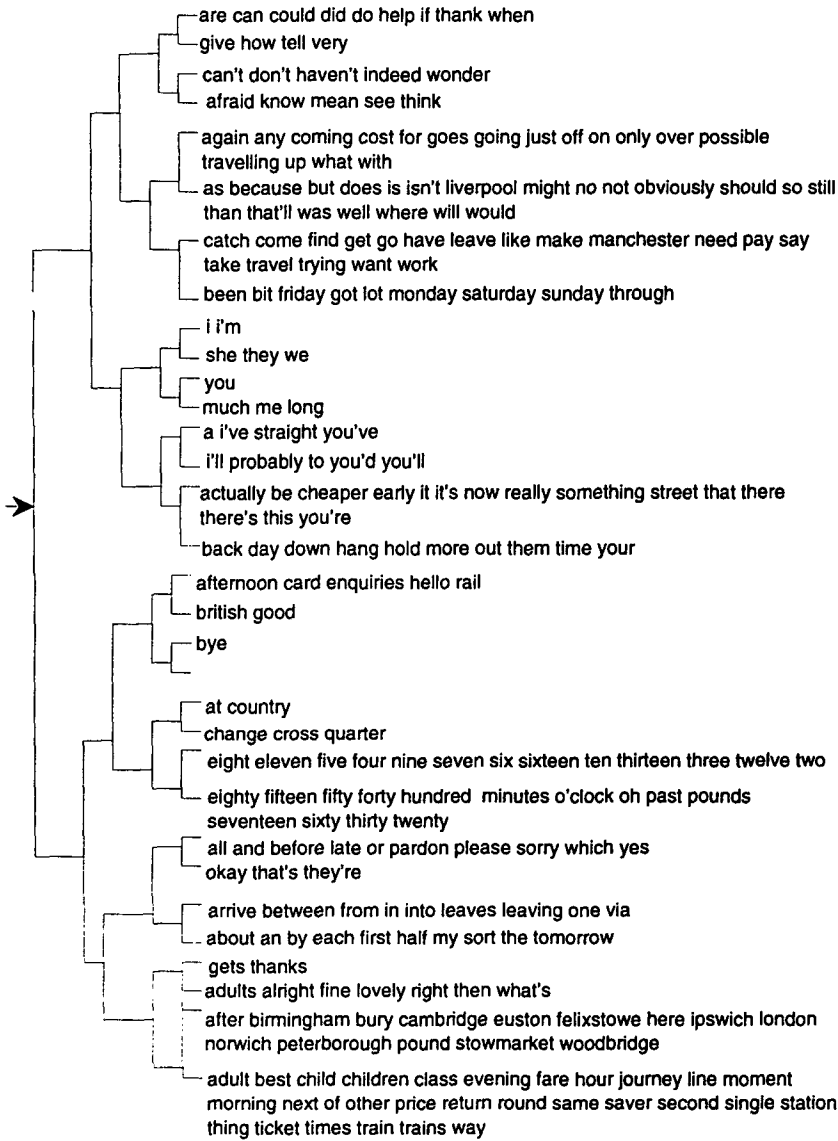 are can could did do help if thank when
give how tell very
can't don't haven't indeed wonder
afraid know mean see think
again any coming cost for goes going just off on only over possible
travelling up what with
as because but does is isn't liverpool might no not obviously should so still
than that'll was well where will would
catch come find get go have leave like make manchester need pay say
take travel trying want work
been bit friday got lot monday saturday sunday through
i i'm
she they we
you
much me long
a i've straight you've
i'll probably to you'd you'll
actually be cheaper early it it's now really something street that there
there's this you're
back day down hang hold more out them time your
afternoon card enquiries hello rail
british good
bye
at country
change cross quarter
eight eleven five four nine seven six sixteen ten thirteen three twelve two
eighty fifteen fifty forty hundred minutes o'clock oh past pounds
seventeen sixty thirty twenty
all and before late or pardon please sorry which yes
okay that's they're
arrive between from in into leaves leaving one via
about an by each first half my sort the tomorrow
gets thanks
adults alright fine lovely right then what's
after birmingham bury cambridge euston felixstowe here ipswich london
norwich peterborough pound stowmarket woodbridge
adult best child children class evening fare hour journey line moment
morning next of other price return round same saver second single station
thing ticket times train trains way